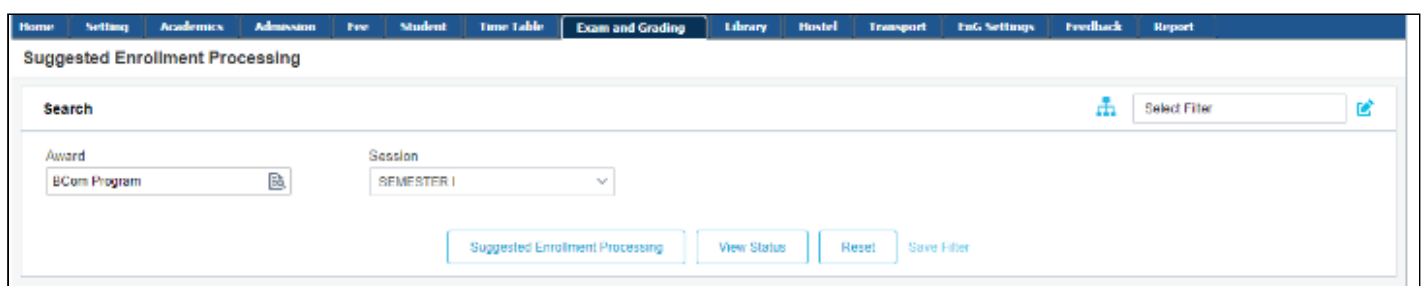 Home Setting Academics Admission Fee Student Time Table Exam and Grading Library Hostel Transport EnG Settings Feedback Report
Suggested Enrollment Processing
Search Select Filter
Award Session
BCom Program SEMESTER I
Suggested Enrollment Processing View Status Reset Save Filter